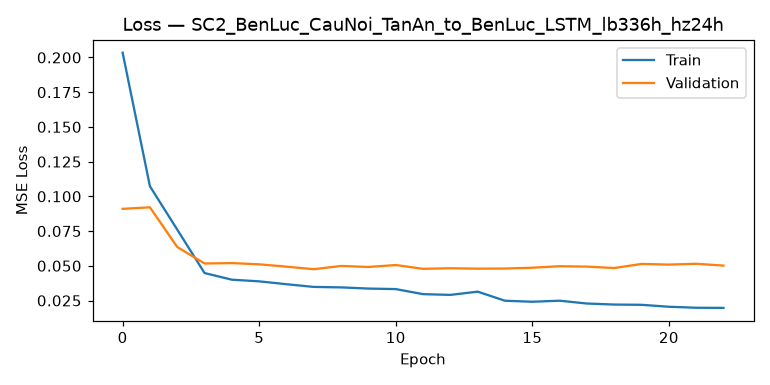 Loss — SC2_BenLuc_CauNoi_TanAn_to_BenLuc_LSTM_lb336h_hz24h
Train
Validation
MSE Loss
0.200
0.175
0.150
0.125
0.100
0.075
0.050
0.025
0 5 10 15 20
Epoch